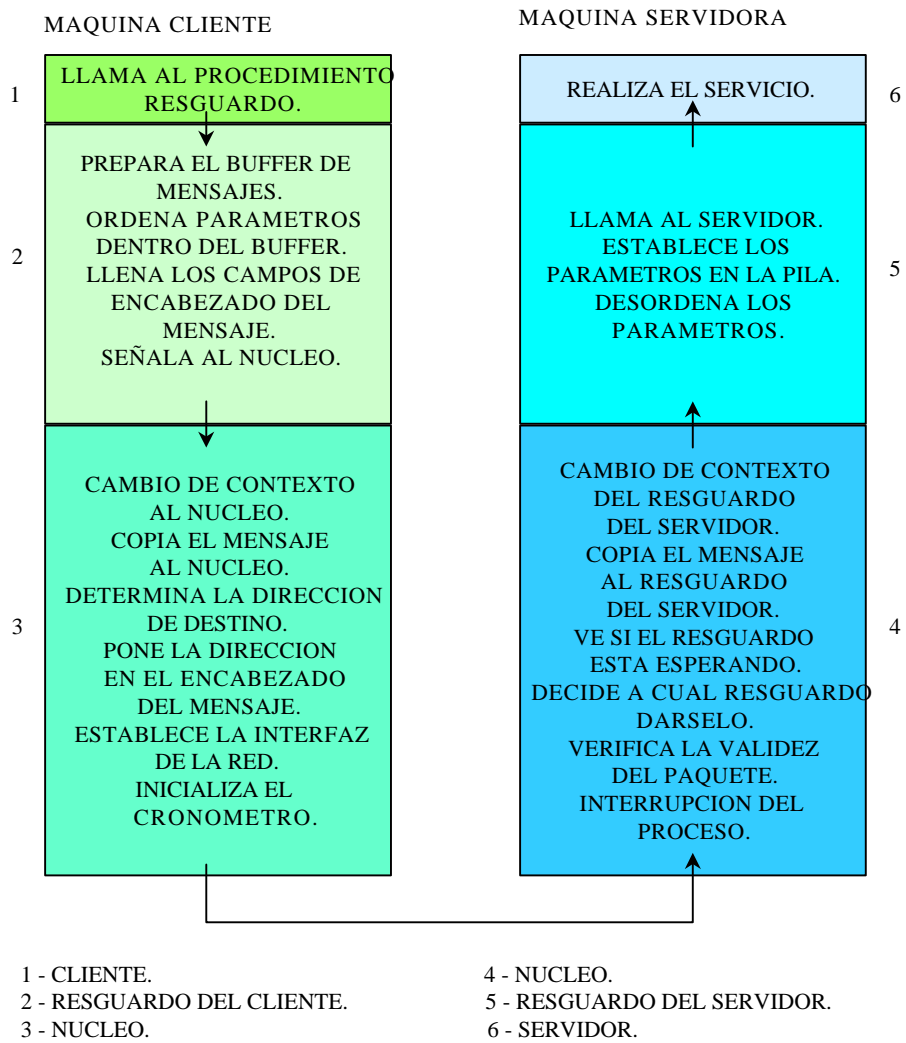 MAQUINA CLIENTE
1
LLAMA AL PROCEDIMIENTO
RESGUARDO.
2
PREPARA EL BUFFER DE
MENSAJES.
ORDENA PARAMETROS
DENTRO DEL BUFFER.
LLENA LOS CAMPOS DE
ENCABEZADO DEL
MENSAJE.
SEÑALA AL NUCLEO.
3
CAMBIO DE CONTEXTO
AL NUCLEO.
COPIA EL MENSAJE
AL NUCLEO.
DETERMINA LA DIRECCION
DE DESTINO.
PONE LA DIRECCION
EN EL ENCABEZADO
DEL MENSAJE.
ESTABLECE LA INTERFAZ
DE LA RED.
INICIALIZA EL
CRONOMETRO.
MAQUINA SERVIDORA
REALIZA EL SERVICIO.
6
LLAMA AL SERVIDOR.
ESTABLECE LOS
PARAMETROS EN LA PILA.
DESORDENA LOS
PARAMETROS.
5
CAMBIO DE CONTEXTO
DEL RESGUARDO
DEL SERVIDOR.
COPIA EL MENSAJE
AL RESGUARDO
DEL SERVIDOR.
VE SI EL RESGUARDO
ESTA ESPERANDO.
DECIDE A CUAL RESGUARDO
DARSELO.
VERIFICA LA VALIDEZ
DEL PAQUETE.
INTERRUPCION DEL
PROCESO.
4
1 - CLIENTE.
2 - RESGUARDO DEL CLIENTE.
3 - NUCLEO.
4 - NUCLEO.
5 - RESGUARDO DEL SERVIDOR.
6 - SERVIDOR.